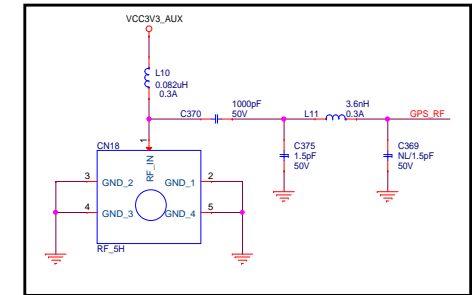 VCC3V3_AUX
L10
0.082uH
0.3A
C370
1000pF
50V
L11
3.6nH
0.3A
GPS_RF
CN18
1
RF_IN
C375
1.5pF
50V
C369
NL/1.5pF
50V
3
GND_2
GND_1
2
4
GND_3
GND_4
5
RF_5H